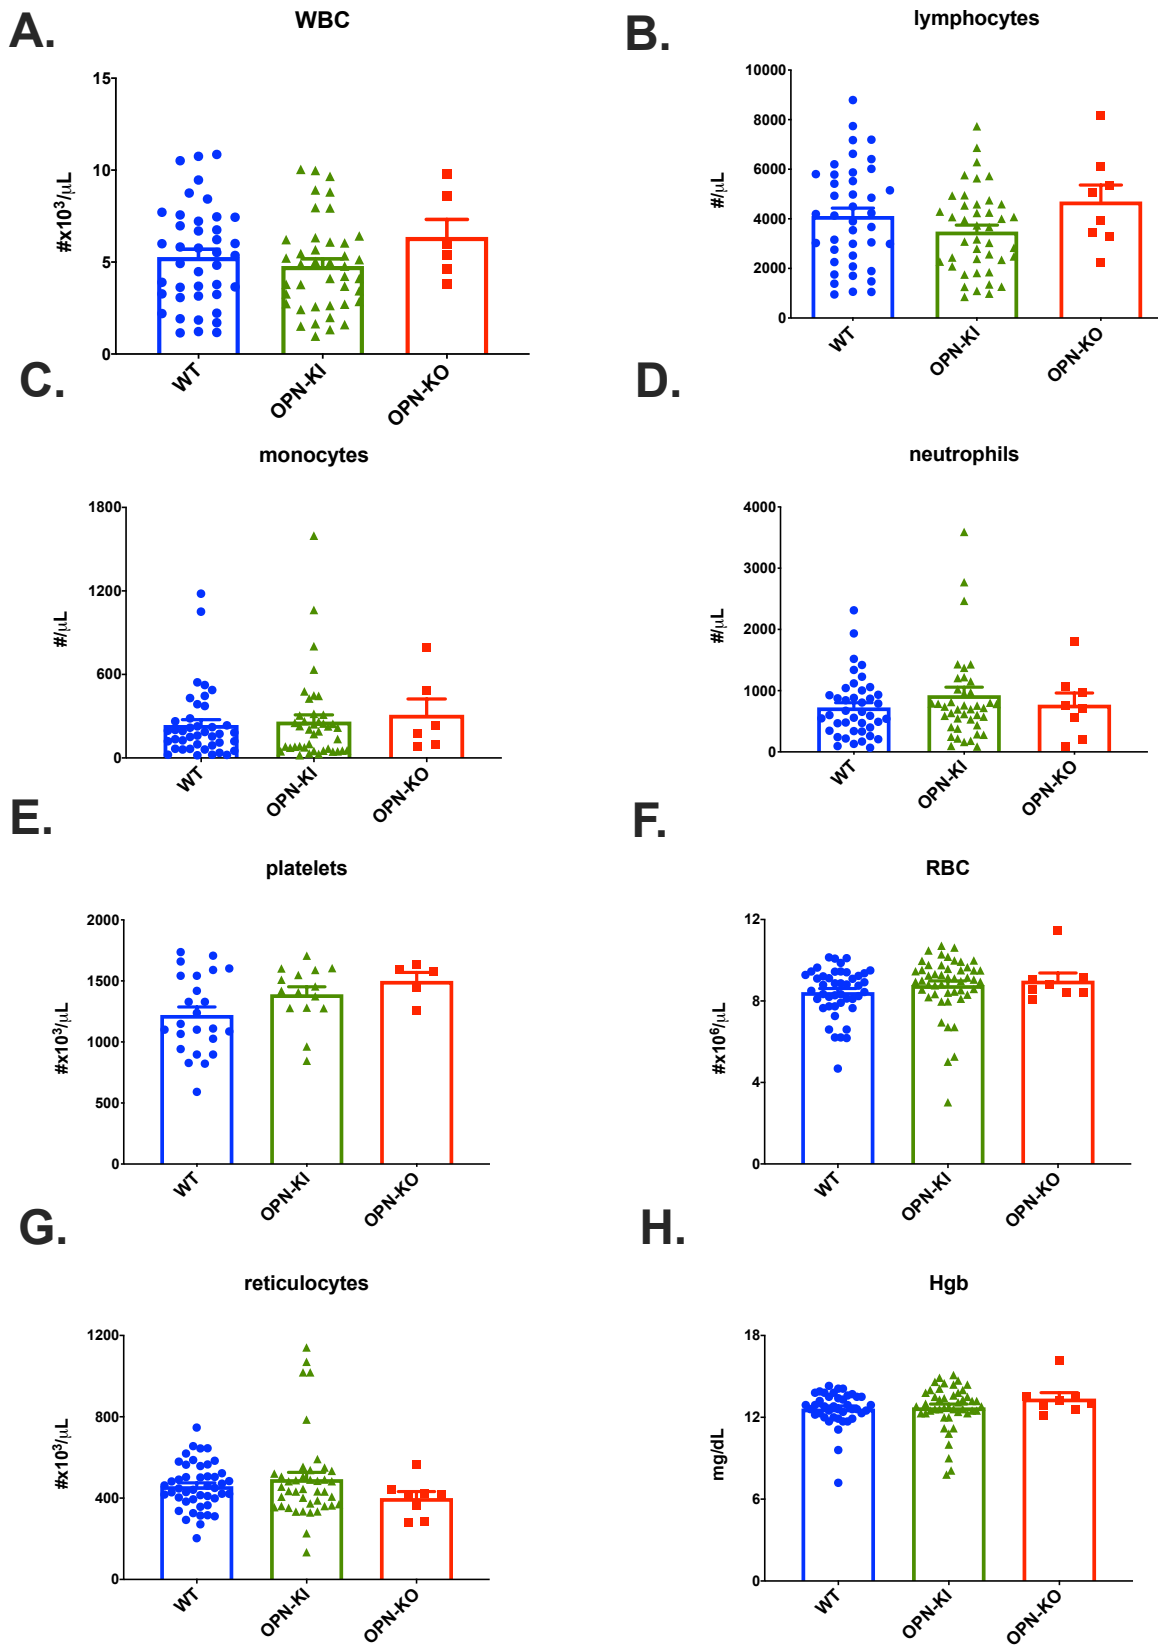 A.
WBC
15
10
5
0
#x10³/μL
WT
OPN-KI
OPN-KO
B.
lymphocytes
10000
8000
6000
4000
2000
0
#/μL
WT
OPN-KI
OPN-KO
C.
monocytes
1800
1200
600
0
#/μL
WT
OPN-KI
OPN-KO
D.
neutrophils
4000
3000
2000
1000
0
#/μL
WT
OPN-KI
OPN-KO
E.
platelets
2000
1500
1000
500
0
#x10³/μL
WT
OPN-KI
OPN-KO
F.
RBC
12
8
4
0
#x10⁶/μL
WT
OPN-KI
OPN-KO
G.
reticulocytes
1200
800
400
0
#x10³/μL
WT
OPN-KI
OPN-KO
H.
Hgb
18
12
6
0
mg/dL
WT
OPN-KI
OPN-KO